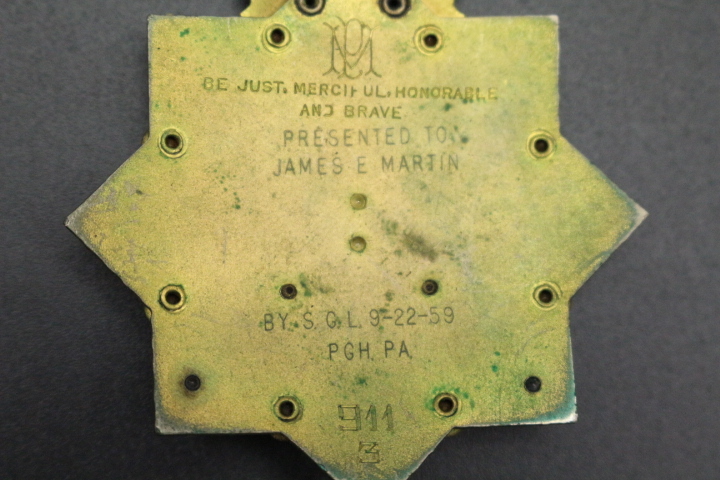 BE JUST, MERCIFUL, HONORABLE
AND BRAVE
PRESENTED TO
JAMES E MARTIN
BY. S.O.L. 9-22-59
PGH. PA.
911
3